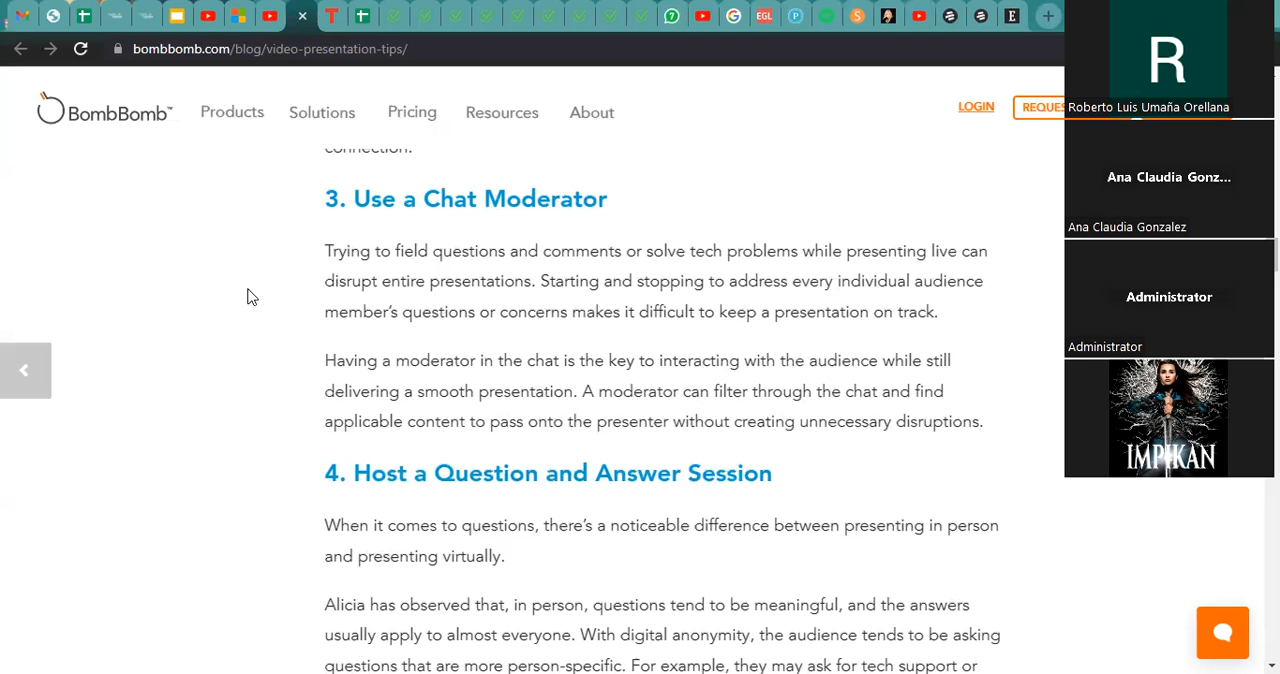 bombbomb.com/blog/video-presentation-tips/
BombBomb™ Products Solutions Pricing Resources About LOGIN
connection.
3. Use a Chat Moderator
Trying to field questions and comments or solve tech problems while presenting live can
disrupt entire presentations. Starting and stopping to address every individual audience
member's questions or concerns makes it difficult to keep a presentation on track.
Having a moderator in the chat is the key to interacting with the audience while still
delivering a smooth presentation. A moderator can filter through the chat and find
applicable content to pass onto the presenter without creating unnecessary disruptions.
4. Host a Question and Answer Session
When it comes to questions, there's a noticeable difference between presenting in person
and presenting virtually.
Alicia has observed that, in person, questions tend to be meaningful, and the answers
usually apply to almost everyone. With digital anonymity, the audience tends to be asking
questions that are more person-specific. For example, they may ask for tech support or
R
Roberto Luis Umaña Orellana
Ana Claudia Gonz...
Ana Claudia Gonzalez
Administrator
Administrator